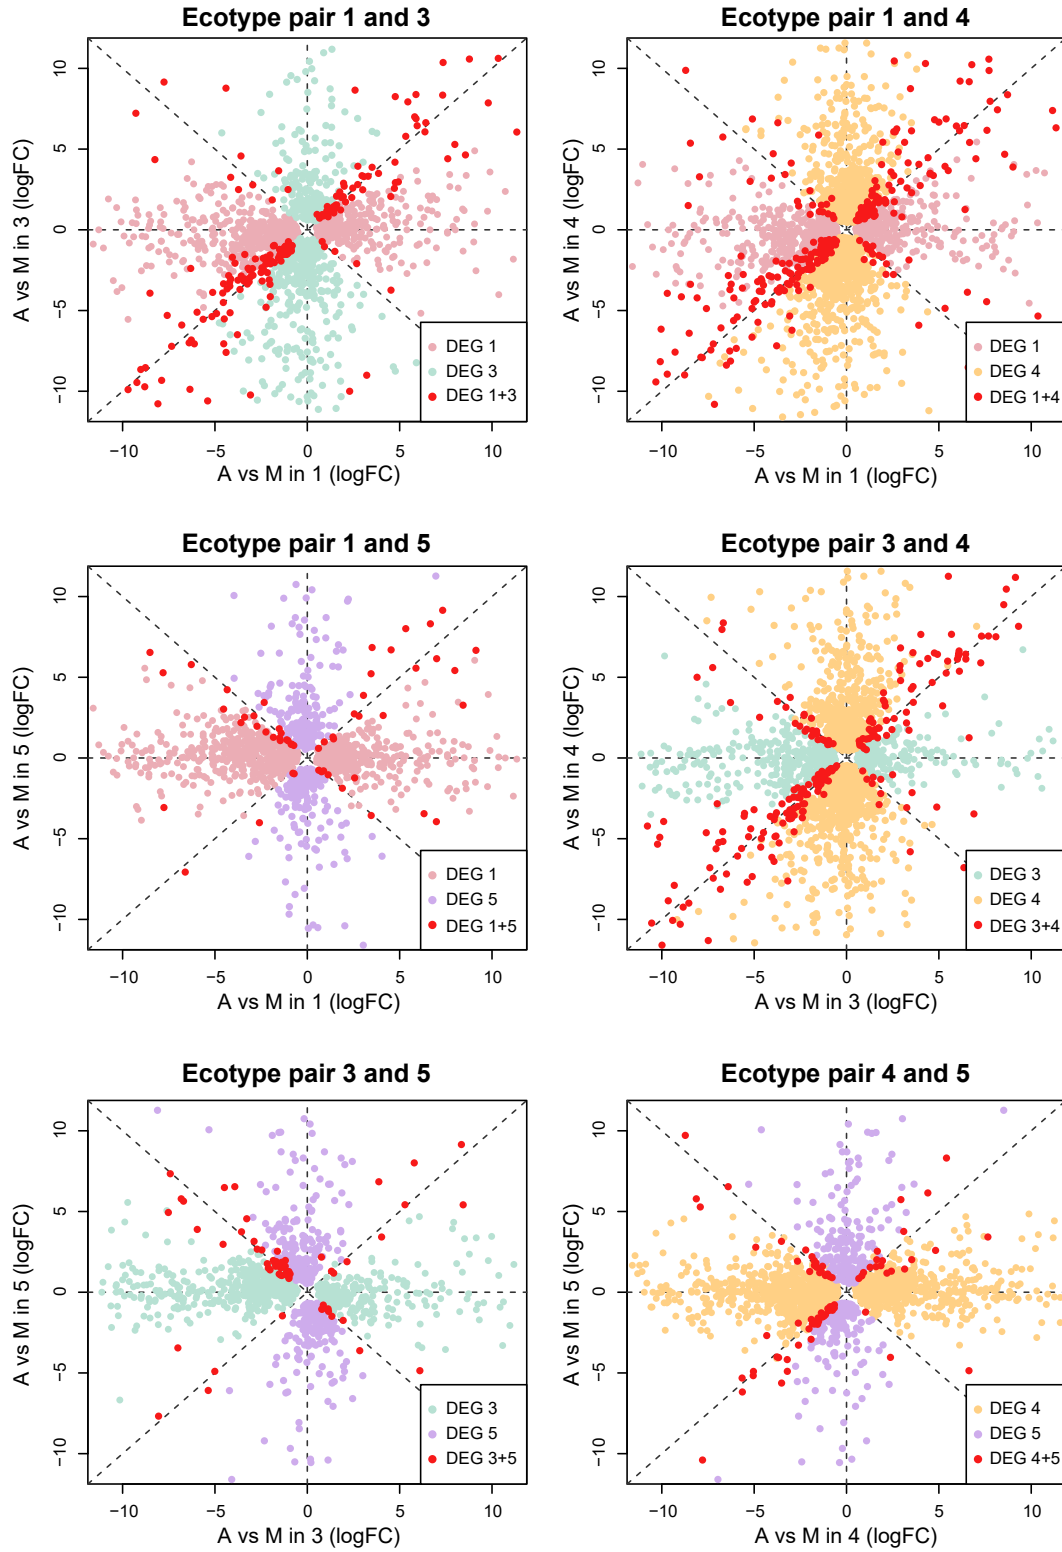 Ecotype pair 1 and 3
A vs M in 3 (logFC)
10
5
0
−5
−10
−10 −5 0 5 10
A vs M in 1 (logFC)
DEG 1
DEG 3
DEG 1+3
Ecotype pair 1 and 4
A vs M in 4 (logFC)
10
5
0
−5
−10
−10 −5 0 5 10
A vs M in 1 (logFC)
DEG 1
DEG 4
DEG 1+4
Ecotype pair 1 and 5
A vs M in 5 (logFC)
10
5
0
−5
−10
−10 −5 0 5 10
A vs M in 1 (logFC)
DEG 1
DEG 5
DEG 1+5
Ecotype pair 3 and 4
A vs M in 4 (logFC)
10
5
0
−5
−10
−10 −5 0 5 10
A vs M in 3 (logFC)
DEG 3
DEG 4
DEG 3+4
Ecotype pair 3 and 5
A vs M in 5 (logFC)
10
5
0
−5
−10
−10 −5 0 5 10
A vs M in 3 (logFC)
DEG 3
DEG 5
DEG 3+5
Ecotype pair 4 and 5
A vs M in 5 (logFC)
10
5
0
−5
−10
−10 −5 0 5 10
A vs M in 4 (logFC)
DEG 4
DEG 5
DEG 4+5